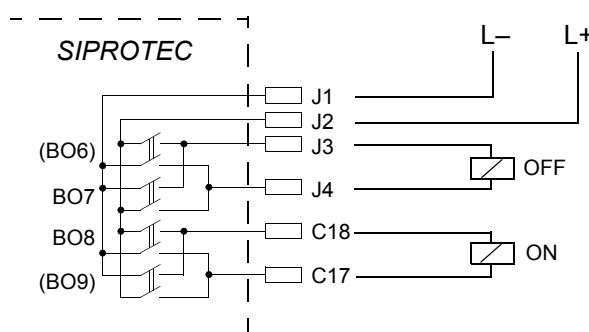 L– L+
SIPROTEC
J1
J2
(BO6) J3 OFF
BO7 J4
BO8 C18 ON
(BO9) C17